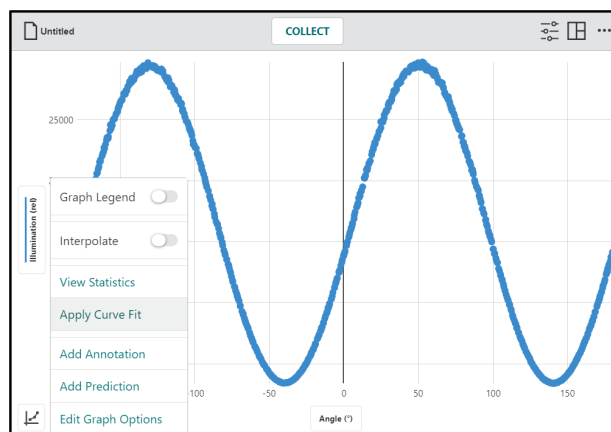 Untitled
COLLECT
25000
Illumination (rel)
Graph Legend
Interpolate
View Statistics
Apply Curve Fit
Add Annotation
Add Prediction
Edit Graph Options
-100
-50
0
50
100
150
Angle (°)